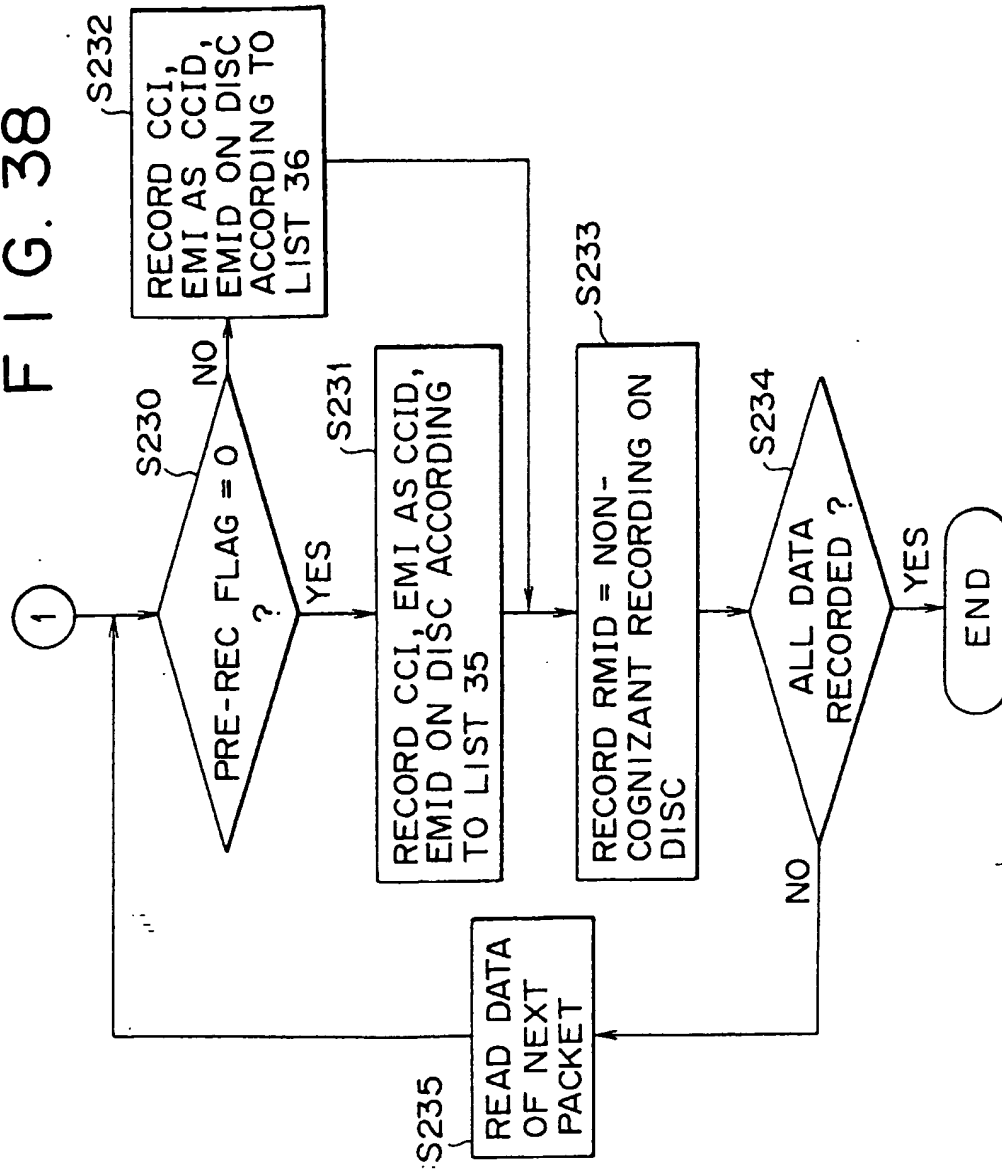 FIG. 38
1
S230
PRE-REC FLAG = 0
?
NO
YES
S232
RECORD CCI,
EMI AS CCID,
EMID ON DISC
ACCORDING TO
LIST 36
S231
RECORD CCI, EMI AS CCID,
EMID ON DISC ACCORDING
TO LIST 35
S233
RECORD RMID = NON-
COGNIZANT RECORDING ON
DISC
S234
ALL DATA
RECORDED ?
NO
YES
S235
READ DATA
OF NEXT
PACKET
END